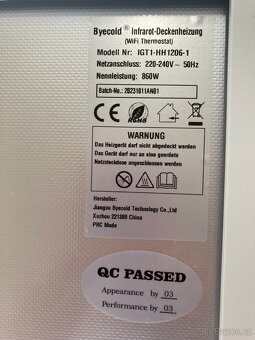 Byecold® Infrarot-Deckenheizung
(WiFi Thermostat)
Modell Nr: IGT1-HH1206-1
Netzanschluss: 220-240V~ 50Hz
Nennleistung: 860W
Batch-No.: 20231011AN01
CE
RoHS
WARNUNG
Das Heizgerät darf nicht abgedeckt werden
Das Gerät darf nur an eine geerdete
Netzsteckdose angeschlossen werden
Hersteller:
Jiangsu Byecold Technology Co.,Ltd
Xuzhou 221300 China
PRC Made
QC PASSED
Appearance by 03
Performance by 03